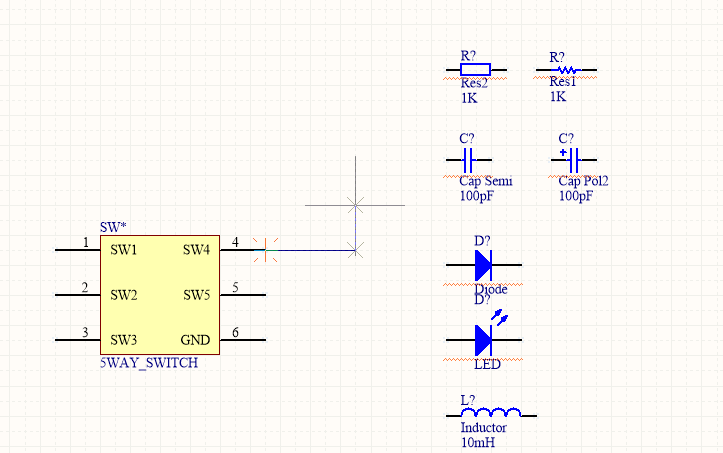 R?
Res2
1K
R?
Res1
1K
C?
Cap Semi
100pF
C?
Cap Pol2
100pF
SW*
1 SW1 SW4 4
2 SW2 SW5 5
3 SW3 GND 6
5WAY_SWITCH
D?
Diode
D?
LED
L?
Inductor
10mH